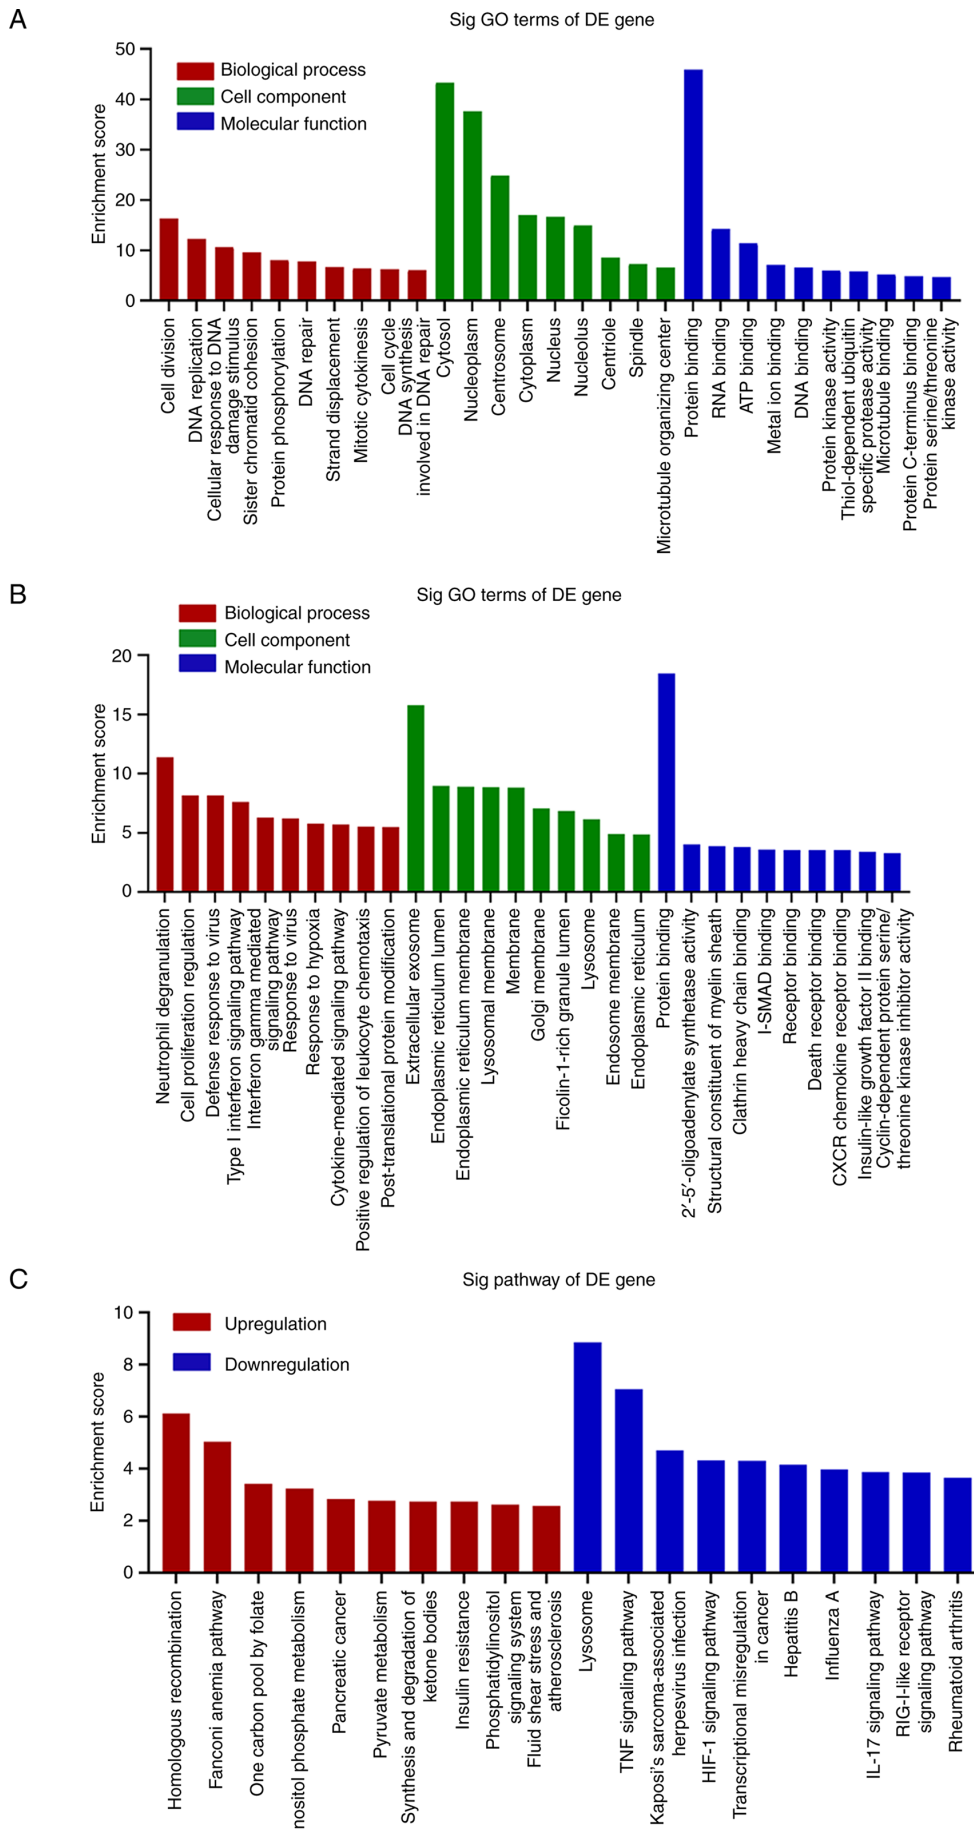 A
Sig GO terms of DE gene
Biological process
Cell component
Molecular function
Enrichment score
50
40
30
20
10
0
Cell division
DNA replication
Cellular response to DNA
damage stimulus
Sister chromatid cohesion
Protein phosphorylation
DNA repair
Strand displacement
Mitotic cytokinesis
Cell cycle
DNA synthesis
involved in DNA repair
Cytosol
Nucleoplasm
Centrosome
Cytoplasm
Nucleus
Nucleolus
Centriole
Spindle
Microtubule organizing center
Protein binding
RNA binding
ATP binding
Metal ion binding
DNA binding
Protein kinase activity
Thiol-dependent ubiquitin
specific protease activity
Microtubule binding
Protein C-terminus binding
Protein serine/threonine
kinase activity
B
Sig GO terms of DE gene
Biological process
Cell component
Molecular function
Enrichment score
20
15
10
5
0
Neutrophil degranulation
Cell proliferation regulation
Defense response to virus
Type I interferon signaling pathway
Interferon gamma mediated
signaling pathway
Response to virus
Response to hypoxia
Cytokine-mediated signaling pathway
Positive regulation of leukocyte chemotaxis
Post-translational protein modification
Extracellular exosome
Endoplasmic reticulum lumen
Endoplasmic reticulum membrane
Lysosomal membrane
Membrane
Golgi membrane
Ficolin-1-rich granule lumen
Lysosome
Endosome membrane
Endoplasmic reticulum
Protein binding
2′-5′-oligoadenylate synthetase activity
Structural constituent of myelin sheath
Clathrin heavy chain binding
I-SMAD binding
Receptor binding
Death receptor binding
CXCR chemokine receptor binding
Insulin-like growth factor II binding
Cyclin-dependent protein serine/
threonine kinase inhibitor activity
C
Sig pathway of DE gene
Upregulation
Downregulation
Enrichment score
10
8
6
4
2
0
Homologous recombination
Fanconi anemia pathway
One carbon pool by folate
nositol phosphate metabolism
Pancreatic cancer
Pyruvate metabolism
Synthesis and degradation of
ketone bodies
Insulin resistance
Phosphatidylinositol
signaling system
Fluid shear stress and
atherosclerosis
Lysosome
TNF signaling pathway
Kaposi's sarcoma-associated
herpesvirus infection
HIF-1 signaling pathway
Transcriptional misregulation
in cancer
Hepatitis B
Influenza A
IL-17 signaling pathway
RIG-I-like receptor
signaling pathway
Rheumatoid arthritis